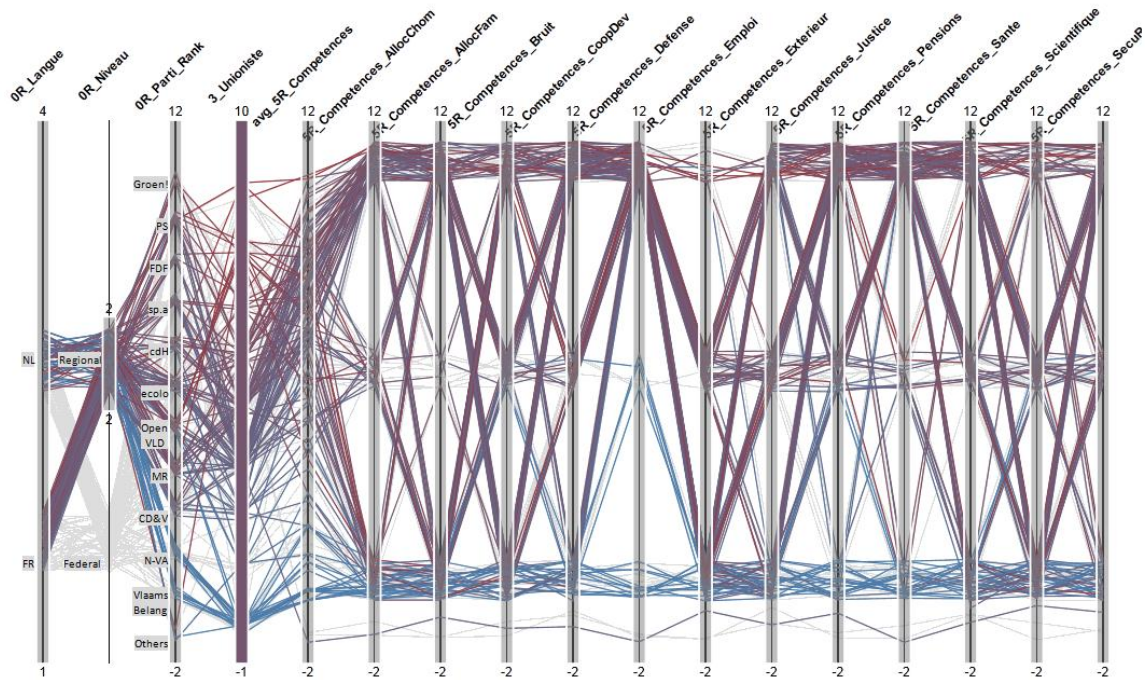 0R_Langue
0R_Niveau
0R_Parti_Rank
3_Unioniste
avg_5R_Competences
5R_Competences_AllocChom
5R_Competences_AllocFam
5R_Competences_Bruit
5R_Competences_CoopDev
5R_Competences_Defense
5R_Competences_Emploi
5R_Competences_Exterieur
5R_Competences_Justice
5R_Competences_Pensions
5R_Competences_Sante
5R_Competences_Scientifique
5R_Competences_SecuR
4
12
10
12
12
12
12
12
12
12
12
12
12
12
12
12
Groen!
PS
FDF
sp.a
2
cdH
NL
Regional
ecolo
2
Open
VLD
MR
CD&V
FR
Federal
N-VA
Vlaams
Belang
Others
1
-2
-1
-2
-2
-2
-2
-2
-2
-2
-2
-2
-2
-2
-2
-2